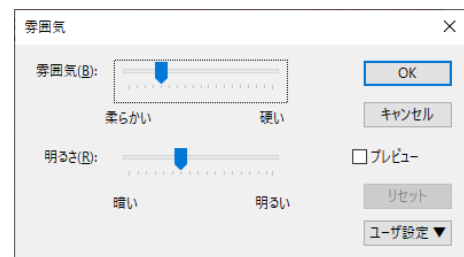 雰囲気
雰囲気(B):
柔らかい 硬い
明るさ(R):
暗い 明るい
OK
キャンセル
プレビュー
リセット
ユーザ設定 ▼